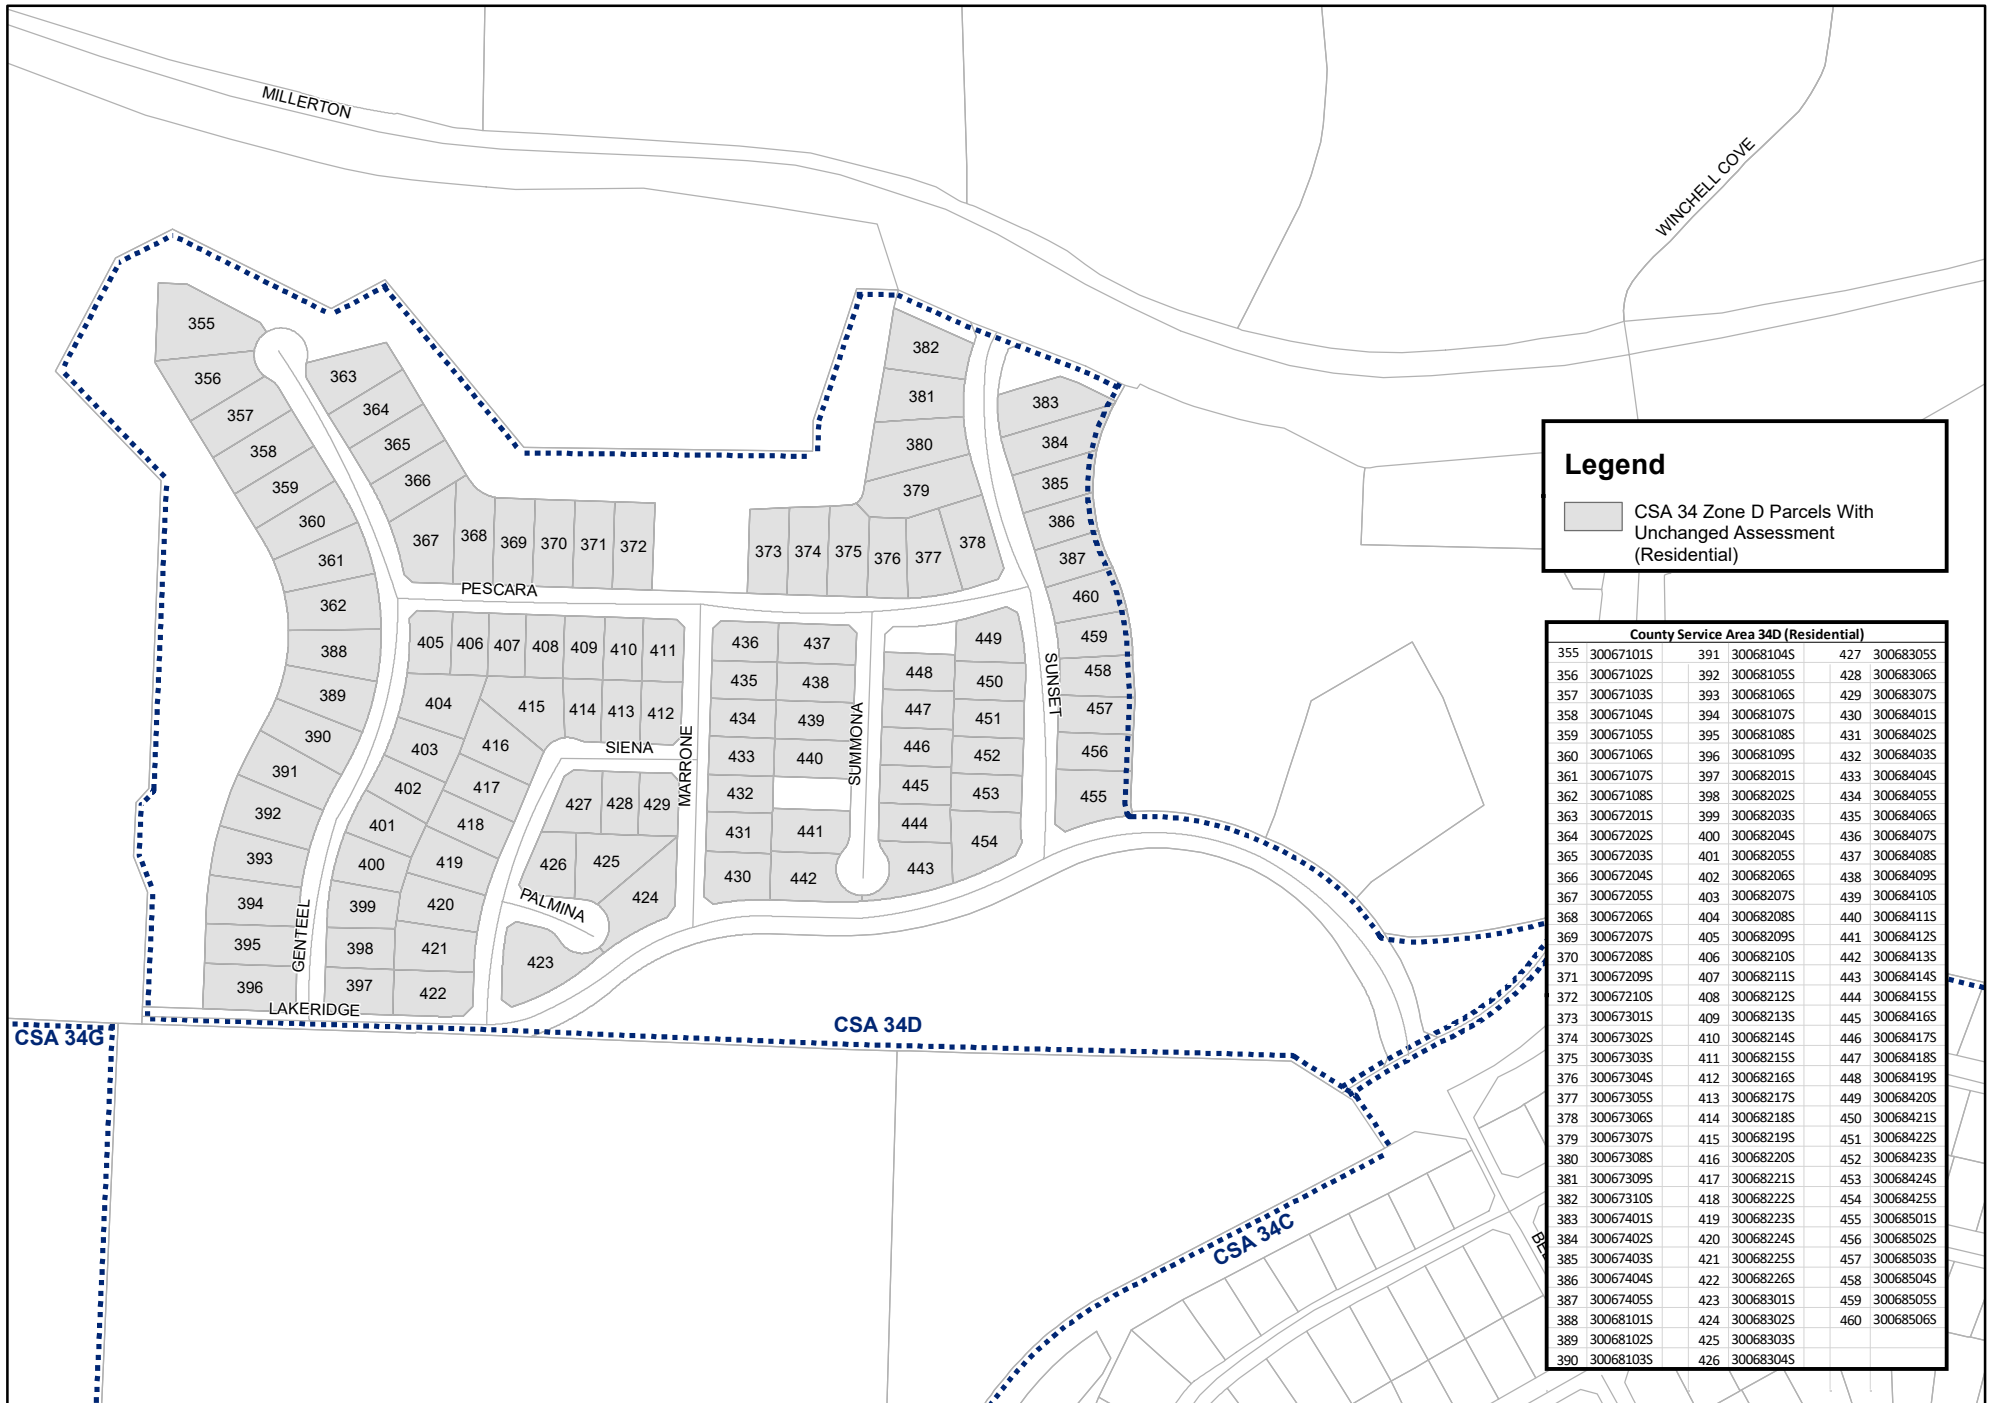 MILLERTON
WINCHELL COVE
355
382
356
363
381
383
357
364
380
384
358
365
379
385
359
366
386
360
367
368
369
370
371
372
373
374
375
376
377
378
387
361
PESCARA
460
362
405
406
407
408
409
410
411
436
437
449
459
388
448
458
435
438
450
SUNSET
389
404
415
414
413
412
434
439
447
451
457
390
403
416
SIENA
MARRONE
433
440
SUMMONA
446
452
456
391
402
417
427
428
429
432
445
453
455
392
401
418
431
441
444
454
393
400
419
426
425
430
442
443
394
399
420
PALMINA
424
395
GENTEEL
398
421
423
396
397
422
LAKERIDGE
CSA 34G
CSA 34D
CSA 34C
Legend
CSA 34 Zone D Parcels With
Unchanged Assessment
(Residential)
County Service Area 34D (Residential)
355 30067101S 391 30068104S 427 30068305S
356 30067102S 392 30068105S 428 30068306S
357 30067103S 393 30068106S 429 30068307S
358 30067104S 394 30068107S 430 30068401S
359 30067105S 395 30068108S 431 30068402S
360 30067106S 396 30068109S 432 30068403S
361 30067107S 397 30068201S 433 30068404S
362 30067108S 398 30068202S 434 30068405S
363 30067201S 399 30068203S 435 30068406S
364 30067202S 400 30068204S 436 30068407S
365 30067203S 401 30068205S 437 30068408S
366 30067204S 402 30068206S 438 30068409S
367 30067205S 403 30068207S 439 30068410S
368 30067206S 404 30068208S 440 30068411S
369 30067207S 405 30068209S 441 30068412S
370 30067208S 406 30068210S 442 30068413S
371 30067209S 407 30068211S 443 30068414S
372 30067210S 408 30068212S 444 30068415S
373 30067301S 409 30068213S 445 30068416S
374 30067302S 410 30068214S 446 30068417S
375 30067303S 411 30068215S 447 30068418S
376 30067304S 412 30068216S 448 30068419S
377 30067305S 413 30068217S 449 30068420S
378 30067306S 414 30068218S 450 30068421S
379 30067307S 415 30068219S 451 30068422S
380 30067308S 416 30068220S 452 30068423S
381 30067309S 417 30068221S 453 30068424S
382 30067310S 418 30068222S 454 30068425S
383 30067401S 419 30068223S 455 30068501S
384 30067402S 420 30068224S 456 30068502S
385 30067403S 421 30068225S 457 30068503S
386 30067404S 422 30068226S 458 30068504S
387 30067405S 423 30068301S 459 30068505S
388 30068101S 424 30068302S 460 30068506S
389 30068102S 425 30068303S
390 30068103S 426 30068304S